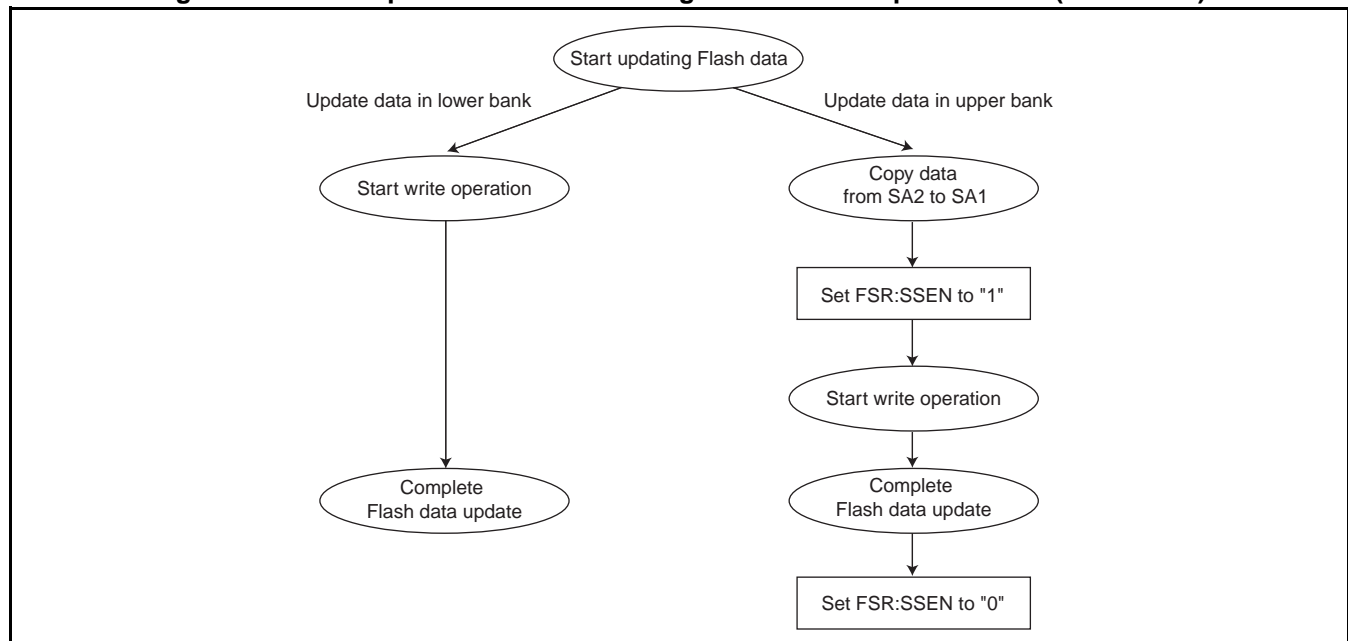 Start updating Flash data
Update data in lower bank
Update data in upper bank
Start write operation
Copy data
from SA2 to SA1
Set FSR:SSEN to "1"
Start write operation
Complete
Flash data update
Complete
Flash data update
Set FSR:SSEN to "0"